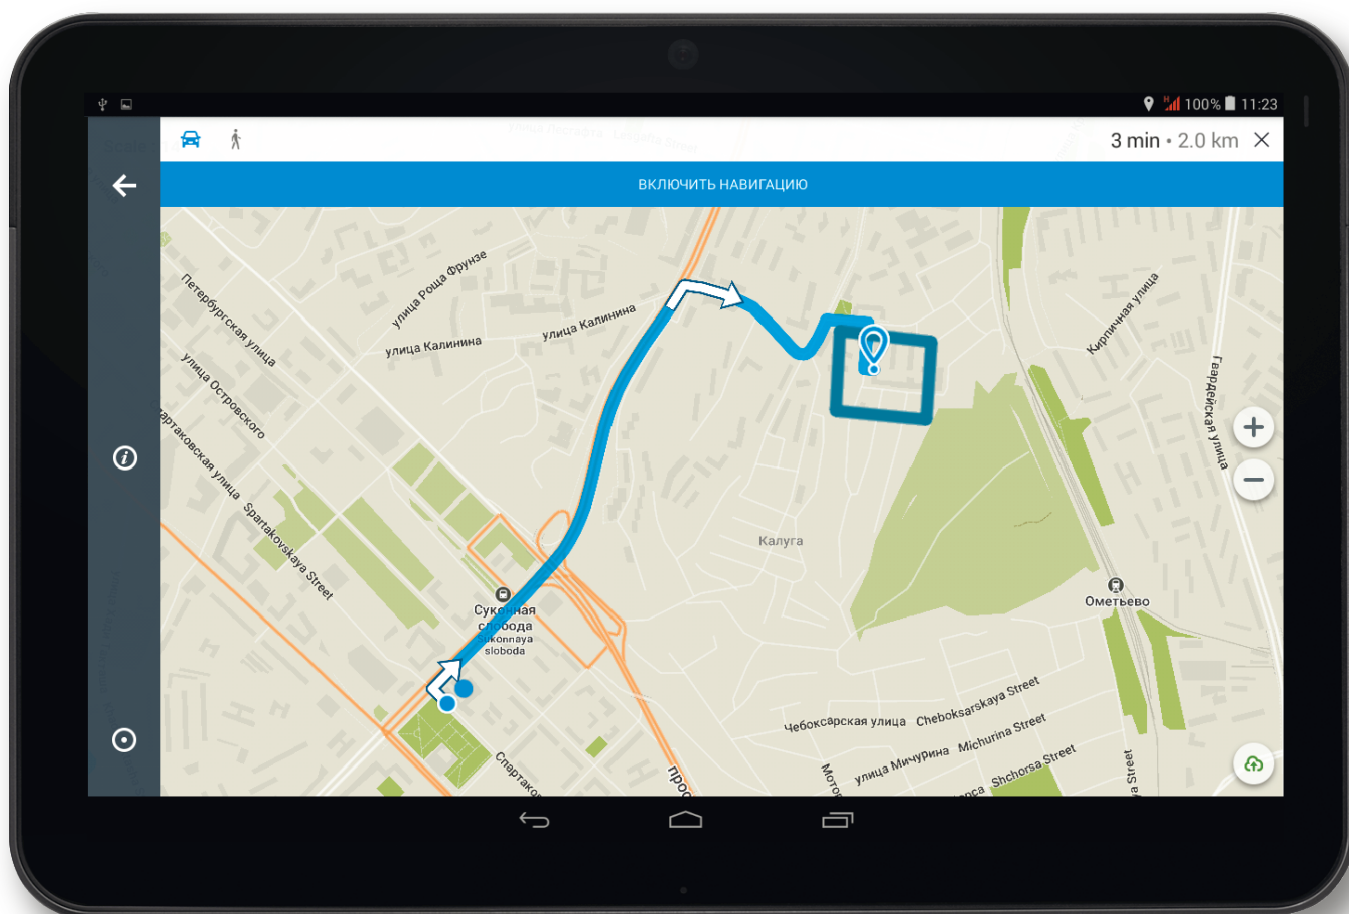 100% 11:23
3 min • 2.0 km
ВКЛЮЧИТЬ НАВИГАЦИЮ
улица Роща Фрунзе
Петербургская улица
улица Калинина
улица Калинина
Кирпичная улица
улица Островского
Гвардейская улица
Spartakovskaya Street
Калуга
Суконная
слобода
Sukonnaya
sloboda
Ометьево
Чебоксарская улица Cheboksarskaya Street
улица Мичурина Michurina Street
Shchorsa Street